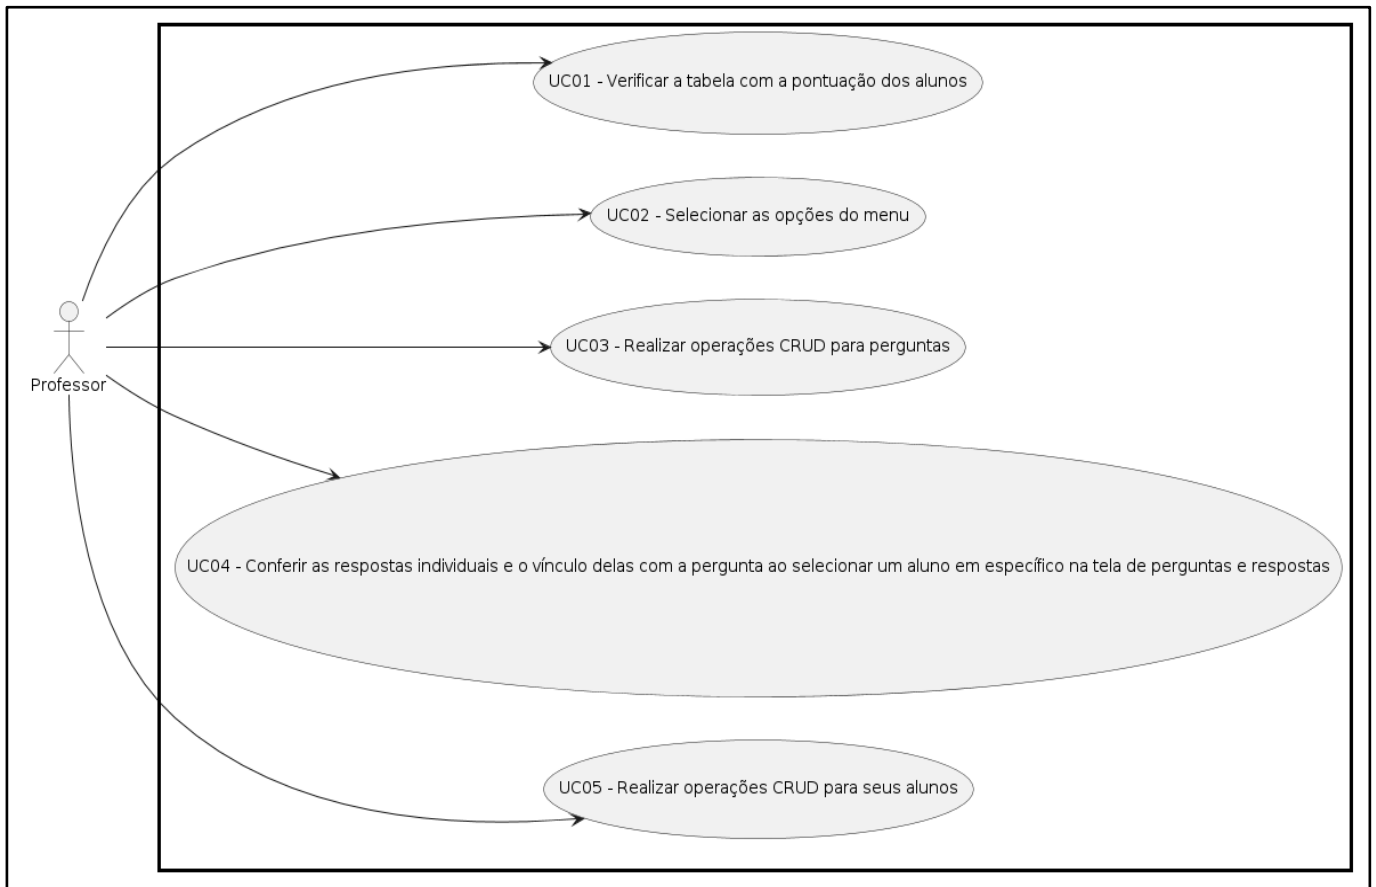 UC01 - Verificar a tabela com a pontuação dos alunos
UC02 - Selecionar as opções do menu
UC03 - Realizar operações CRUD para perguntas
Professor
UC04 - Conferir as respostas individuais e o vínculo delas com a pergunta ao selecionar um aluno em específico na tela de perguntas e respostas
UC05 - Realizar operações CRUD para seus alunos